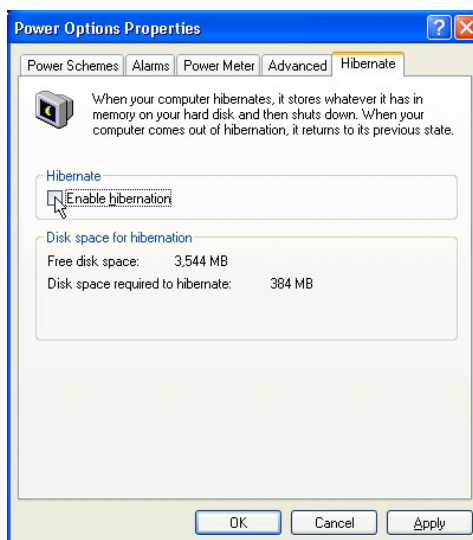 Power Options Properties
Power Schemes Alarms Power Meter Advanced Hibernate
When your computer hibernates, it stores whatever it has in
memory on your hard disk and then shuts down. When your
computer comes out of hibernation, it returns to its previous state.
Hibernate
Enable hibernation
Disk space for hibernation
Free disk space: 3,544 MB
Disk space required to hibernate: 384 MB
OK Cancel Apply